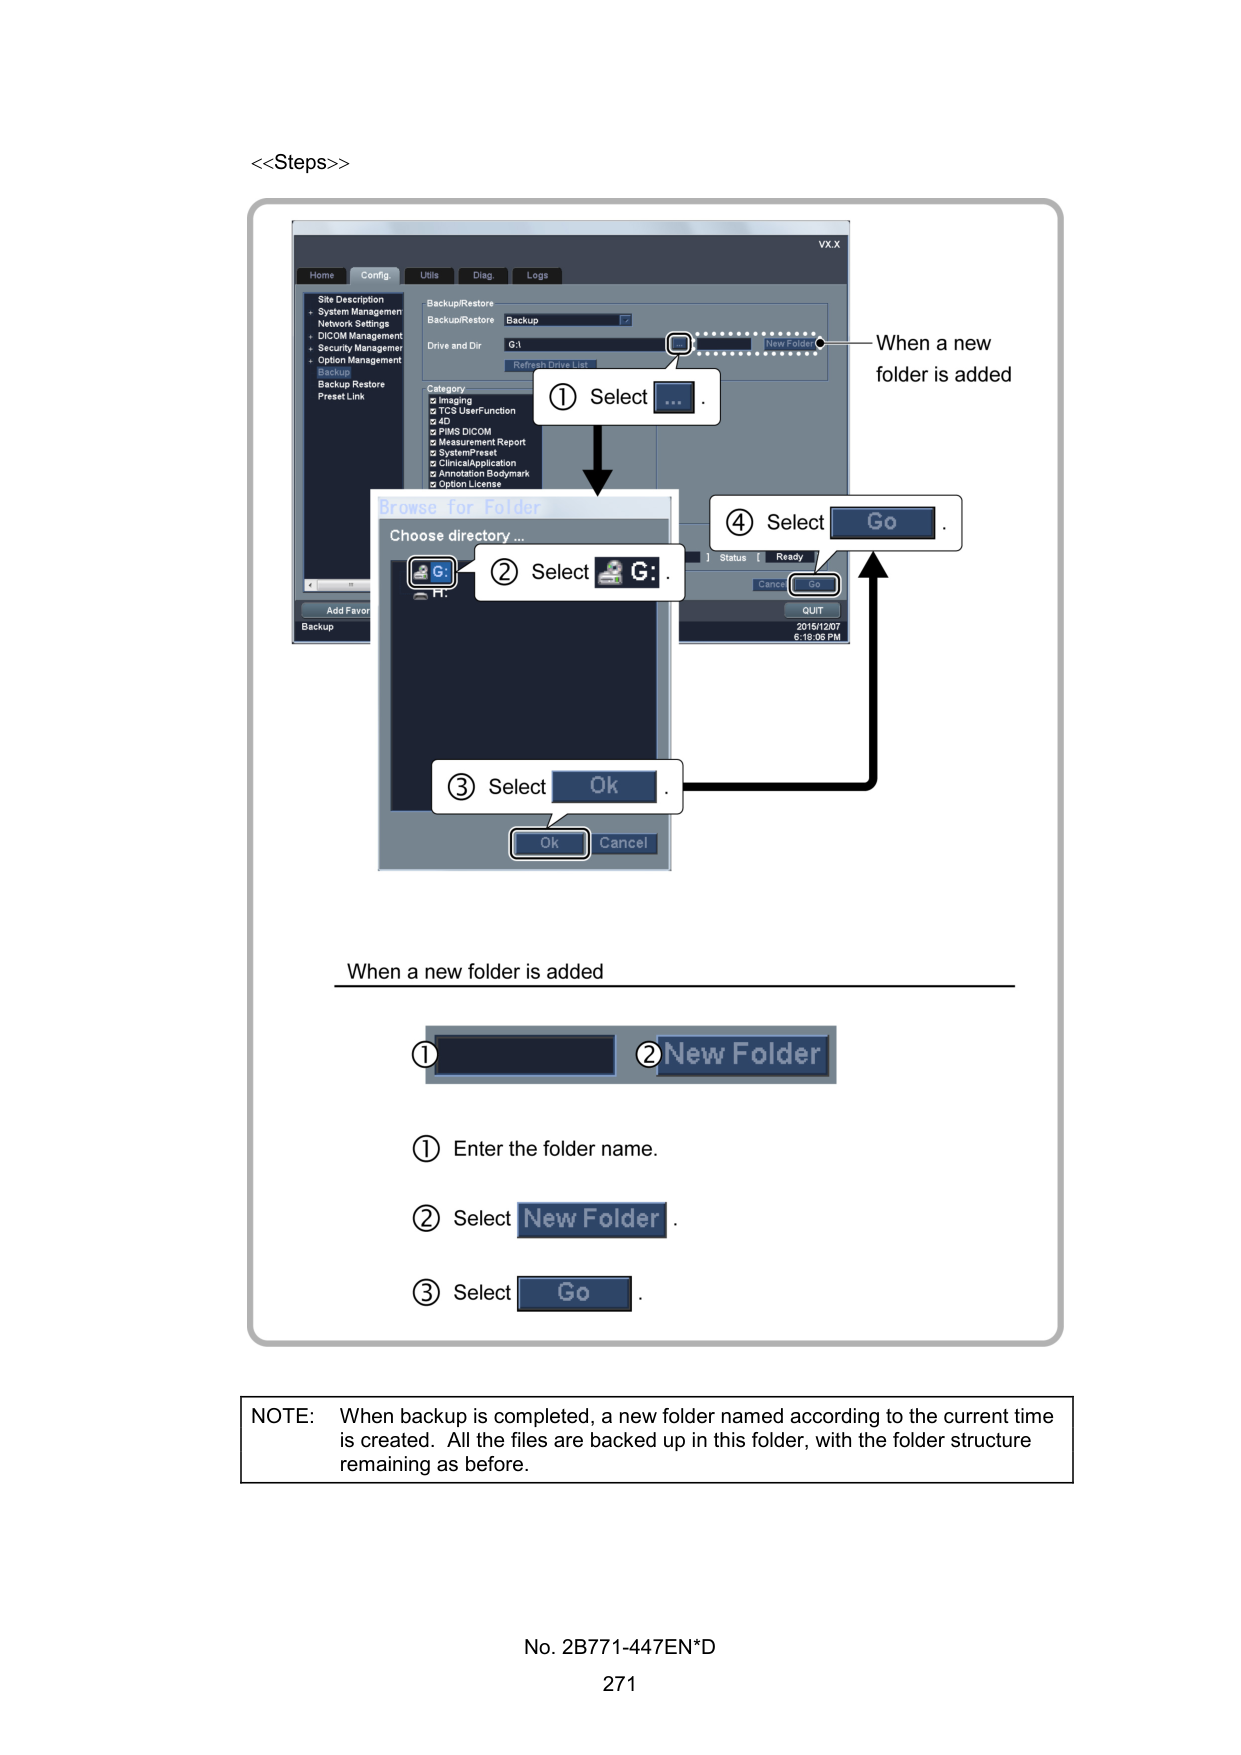 <<Steps>>
VX.X
Home Config. Utils Diag. Logs
Site Description
+ System Managemen
Network Settings
+ DICOM Management
+ Security Managemer
+ Option Management
Backup
Backup Restore
Preset Link
Backup/Restore
Backup/Restore Backup
Drive and Dir G:\ ... New Folder
Refresh Drive List
When a new
folder is added
① Select ... .
Category
Imaging
TCS UserFunction
4D
PIMS DICOM
Measurement Report
SystemPreset
ClinicalApplication
Annotation Bodymark
Option License
Browse for Folder
Choose directory ...
G:
H:
② Select G: .
④ Select Go .
] Status [ Ready
Cance Go
Add Favor
QUIT
Backup
2015/12/07
6:18:06 PM
③ Select Ok .
Ok Cancel
When a new folder is added
① ② New Folder
① Enter the folder name.
② Select New Folder .
③ Select Go .
NOTE: When backup is completed, a new folder named according to the current time
is created. All the files are backed up in this folder, with the folder structure
remaining as before.
No. 2B771-447EN*D
271